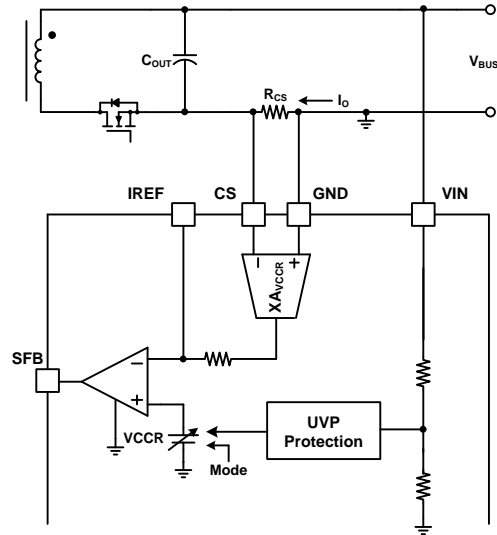 COUT
VBUS
RCS
IO
IREF
CS
GND
VIN
− +
XAVCCR
SFB
−
+
VCCR
Mode
UVP
Protection